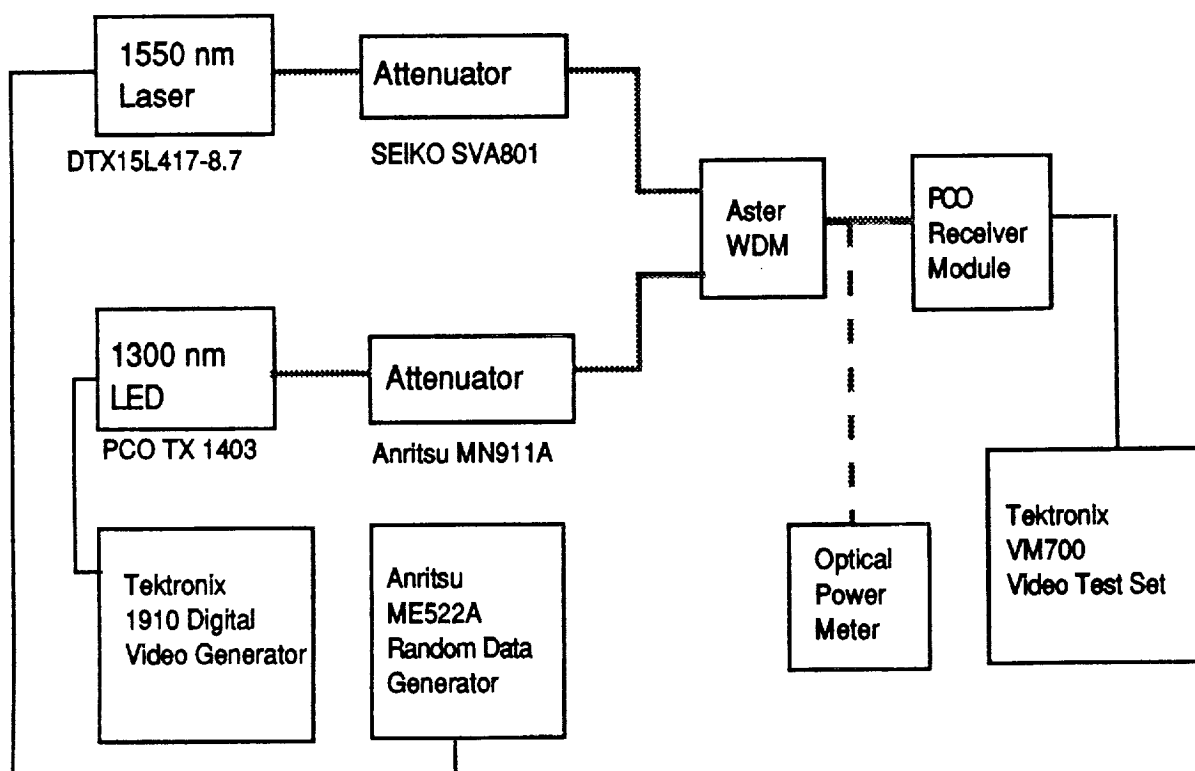 1550 nm
Laser
DTX15L417-8.7
Attenuator
SEIKO SVA801
Aster
WDM
PCO
Receiver
Module
1300 nm
LED
PCO TX 1403
Attenuator
Anritsu MN911A
Tektronix
1910 Digital
Video Generator
Anritsu
ME522A
Random Data
Generator
Optical
Power
Meter
Tektronix
VM700
Video Test Set